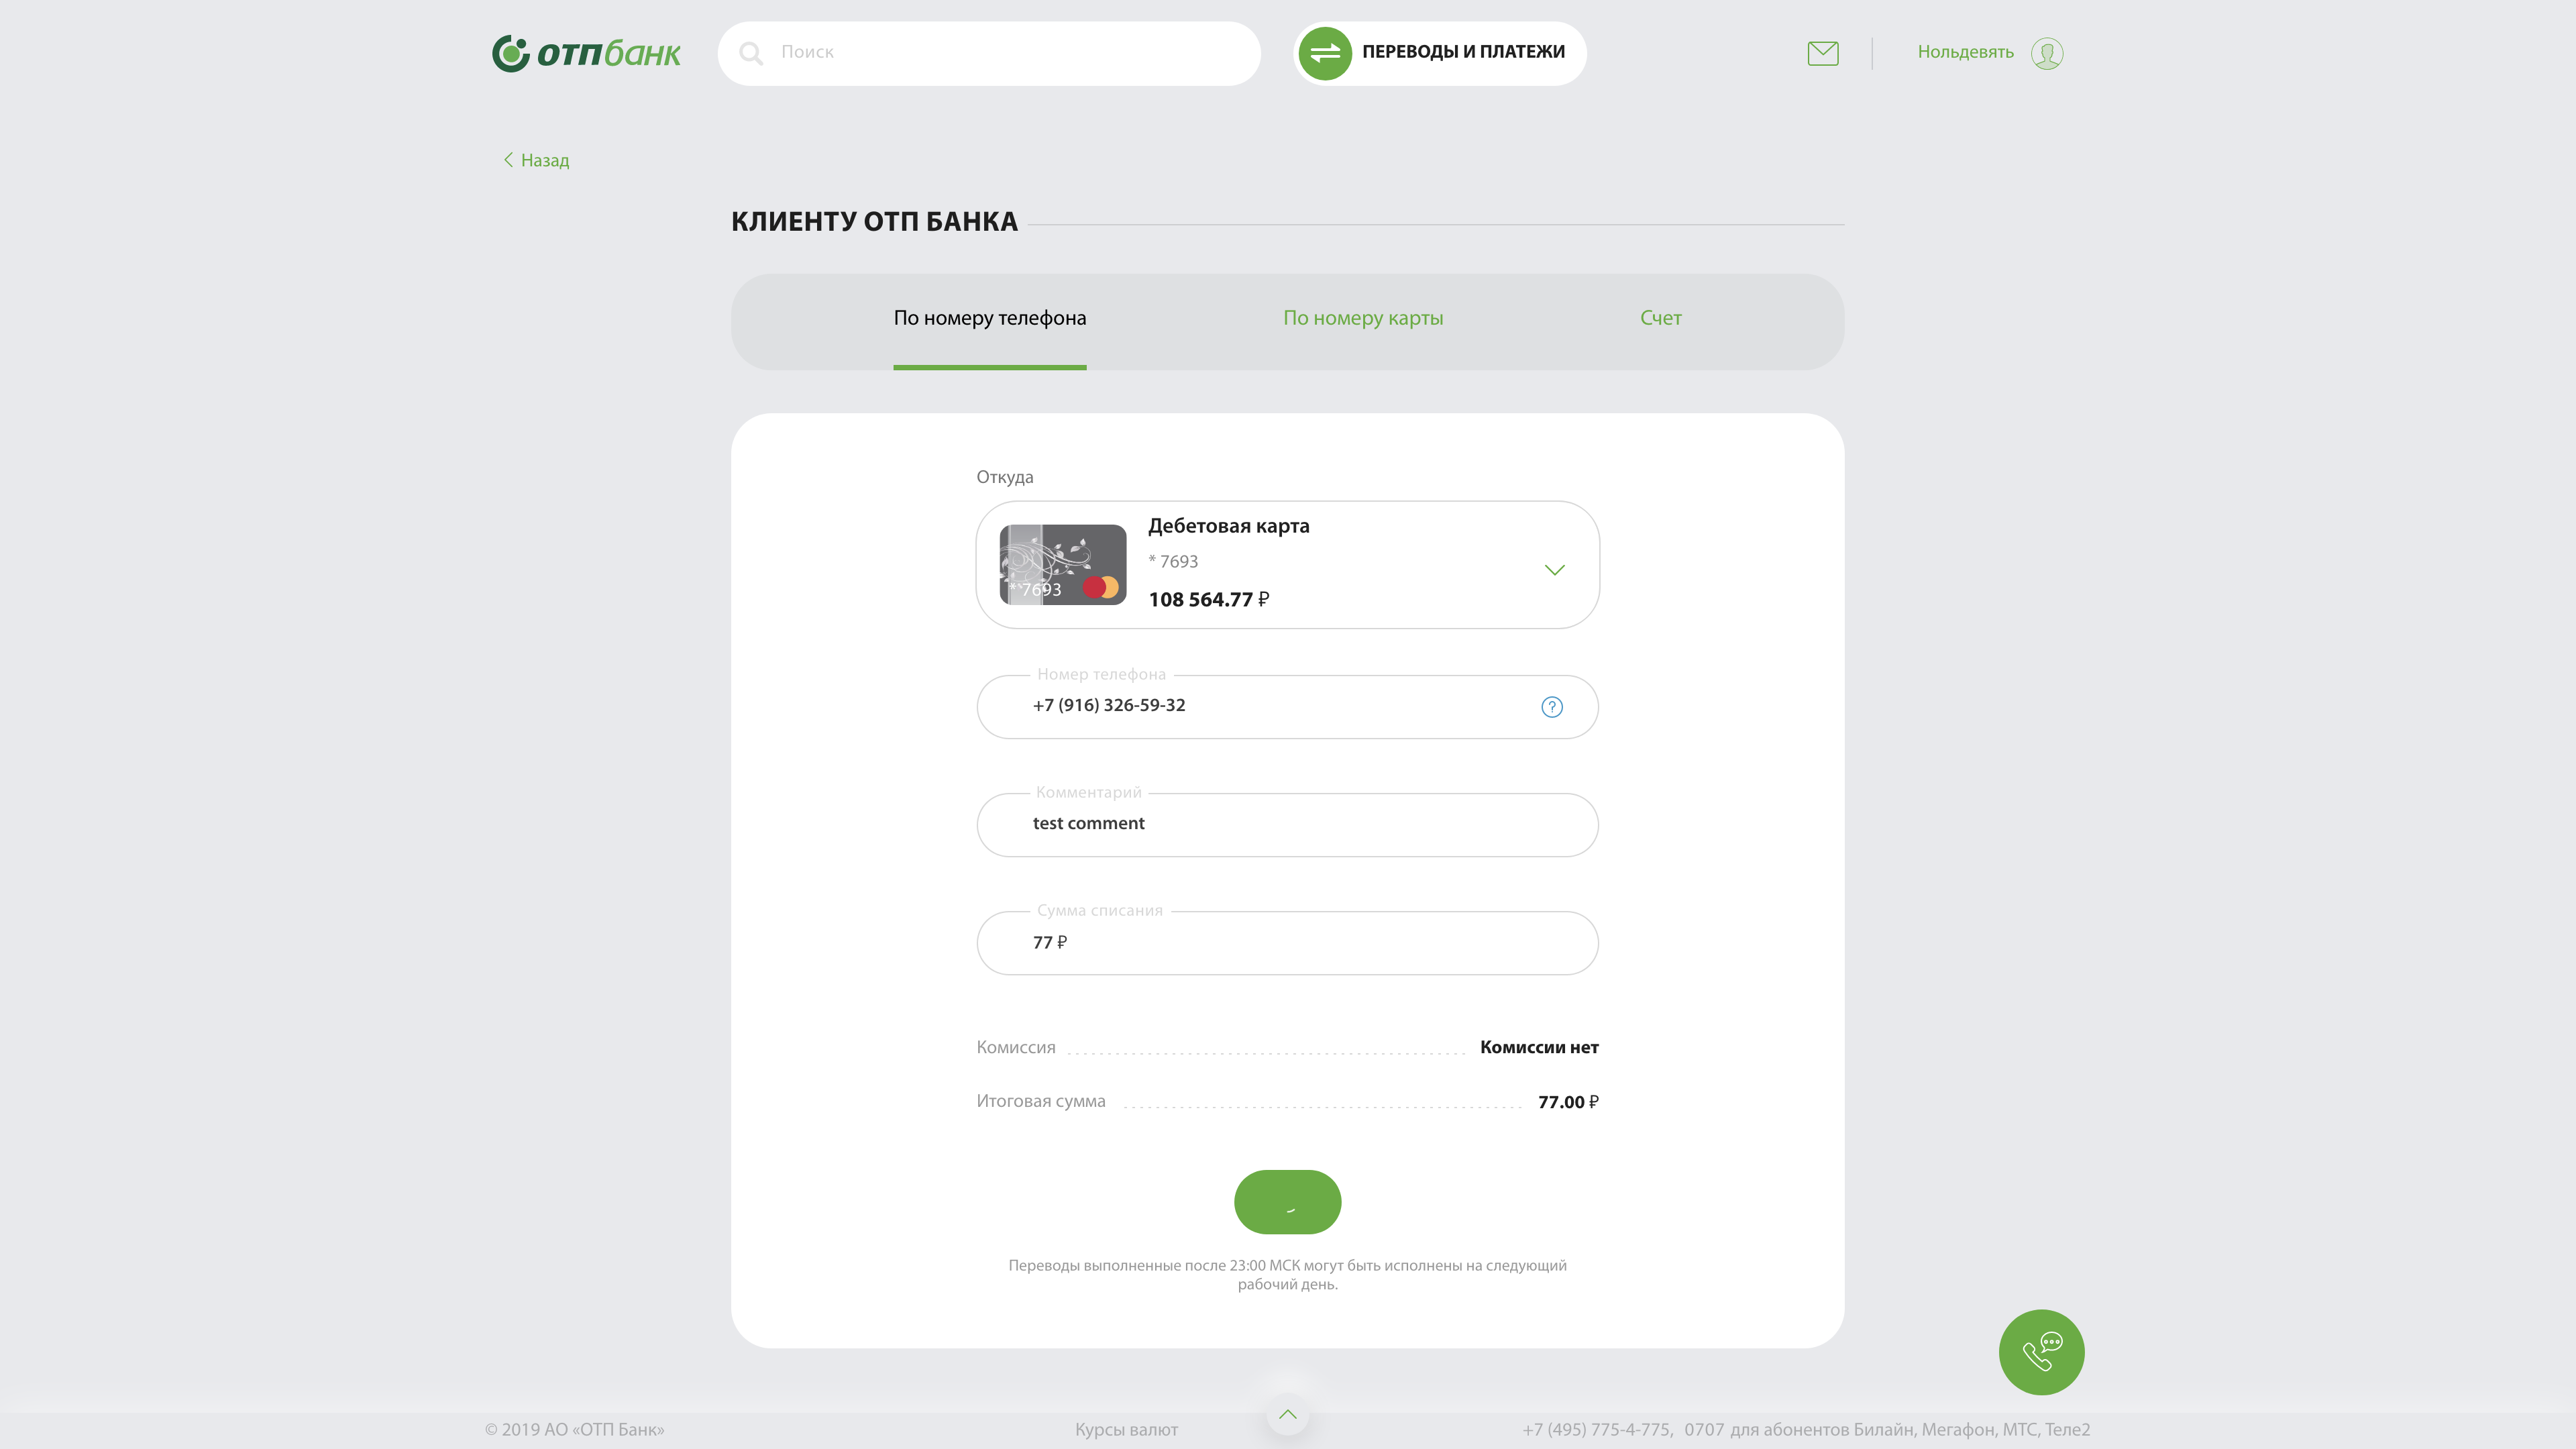 отпбанк
Поиск
ПЕРЕВОДЫ И ПЛАТЕЖИ
Нольдевять
Назад
КЛИЕНТУ ОТП БАНКА
По номеру телефона
По номеру карты
Счет
Откуда
Дебетовая карта
* 7693
* 7693
108 564.77 ₽
Номер телефона
+7 (916) 326-59-32
?
Комментарий
test comment
Сумма списания
77 ₽
Комиссия
Комиссии нет
Итоговая сумма
77.00 ₽
Переводы выполненные после 23:00 МСК могут быть исполнены на следующий
рабочий день.
© 2019 АО «ОТП Банк»
Курсы валют
+7 (495) 775-4-775, 0707 для абонентов Билайн, Мегафон, МТС, Теле2